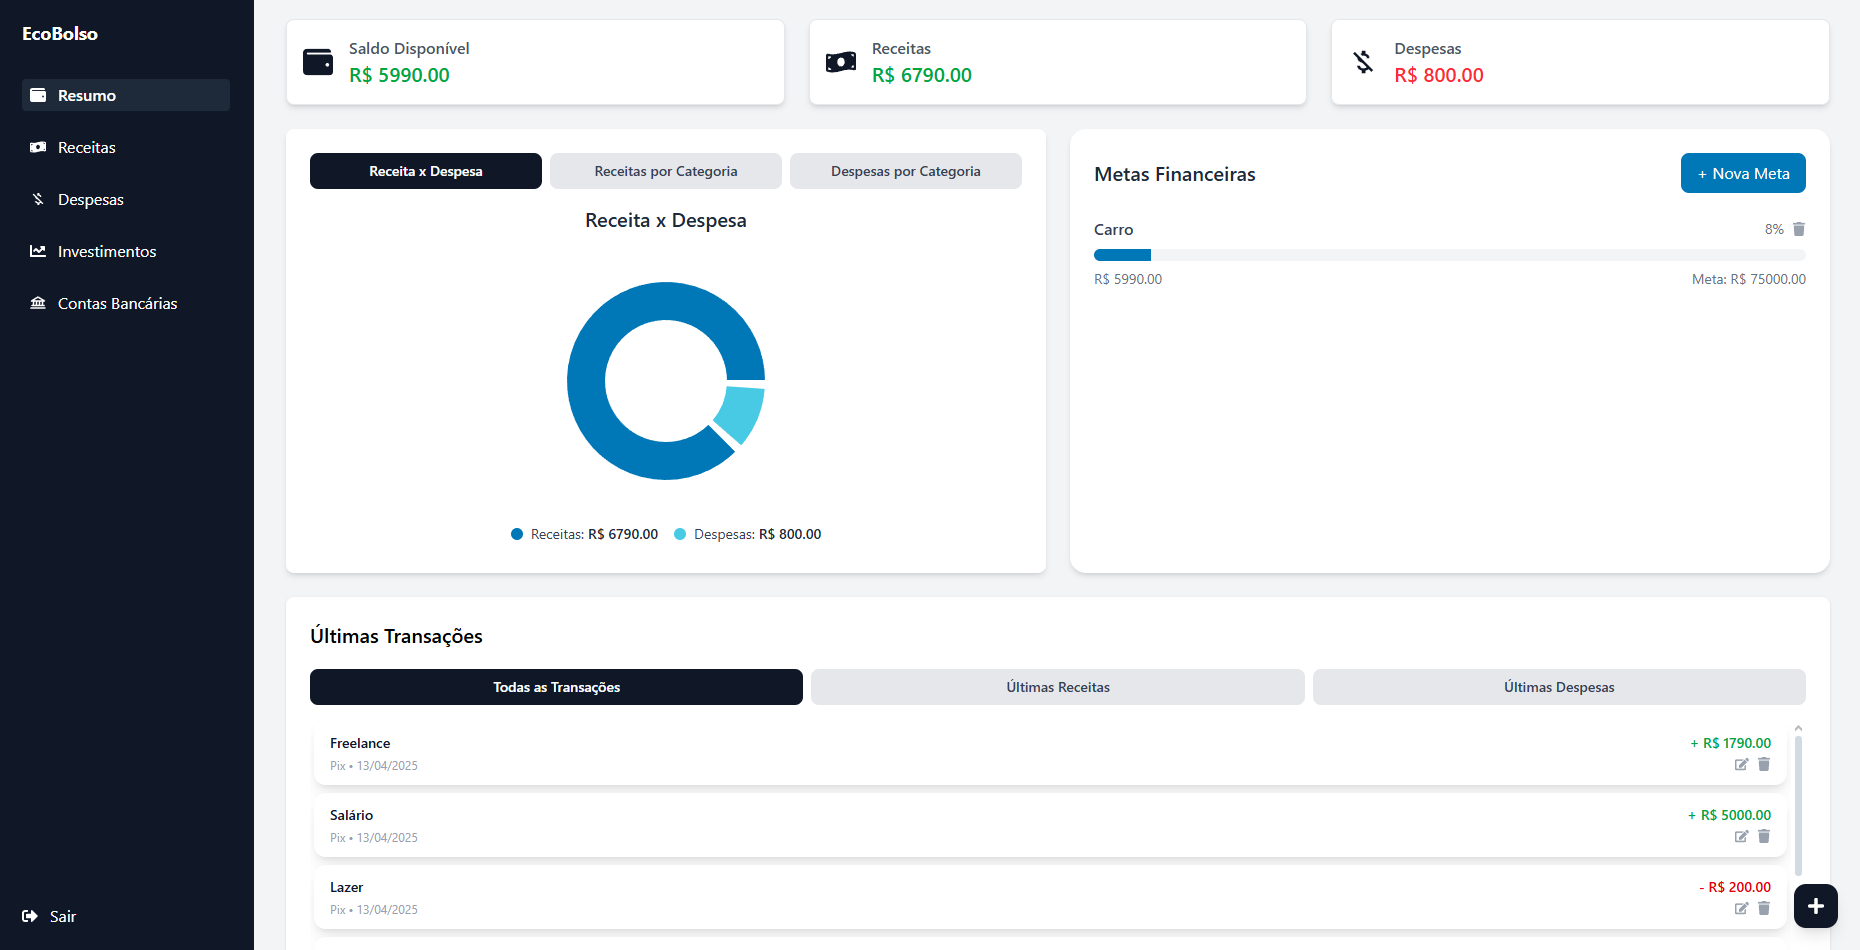 EcoBolso
Resumo
Receitas
Despesas
Investimentos
Contas Bancárias
Sair
Saldo Disponível
R$ 5990.00
Receitas
R$ 6790.00
Despesas
R$ 800.00
Receita x Despesa
Receitas por Categoria
Despesas por Categoria
Receita x Despesa
Receitas: R$ 6790.00
Despesas: R$ 800.00
Metas Financeiras
+ Nova Meta
Carro
8%
R$ 5990.00
Meta: R$ 75000.00
Últimas Transações
Todas as Transações
Últimas Receitas
Últimas Despesas
Freelance
+ R$ 1790.00
Pix • 13/04/2025
Salário
+ R$ 5000.00
Pix • 13/04/2025
Lazer
- R$ 200.00
Pix • 13/04/2025